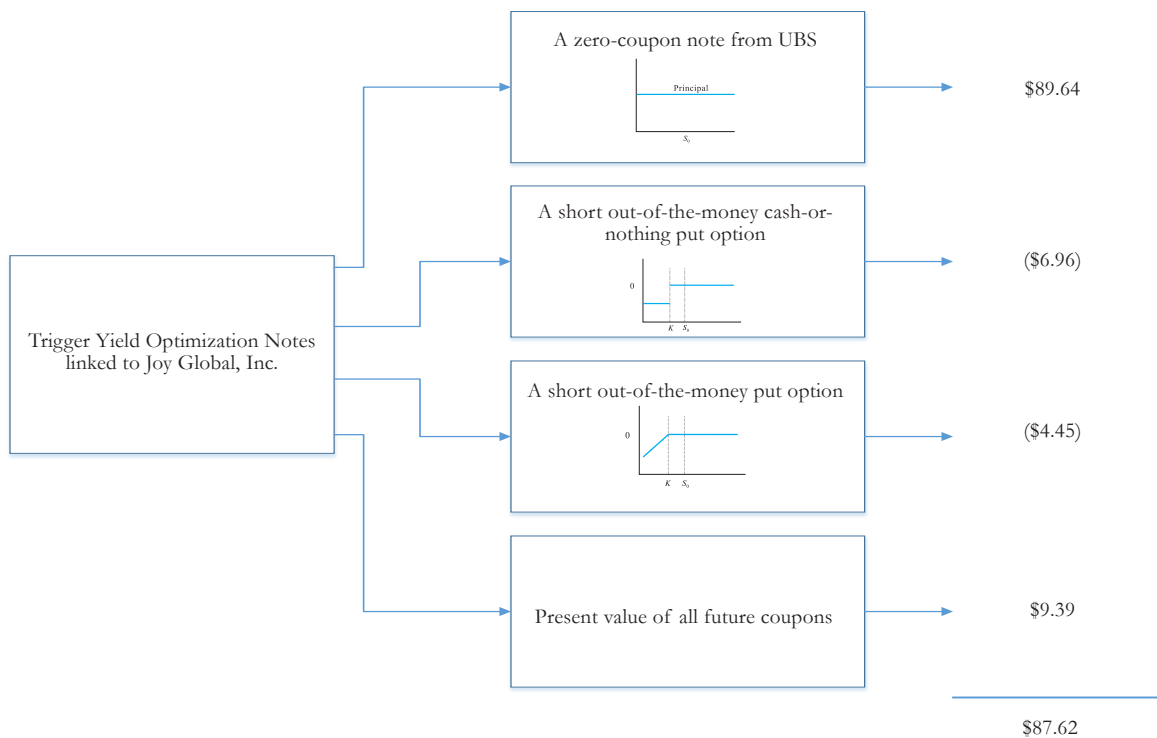 A zero-coupon note from UBS
Principal
S₀
$89.64
A short out-of-the-money cash-or-
nothing put option
0
K
S₀
($6.96)
Trigger Yield Optimization Notes
linked to Joy Global, Inc.
A short out-of-the-money put option
0
K
S₀
($4.45)
Present value of all future coupons
$9.39
$87.62